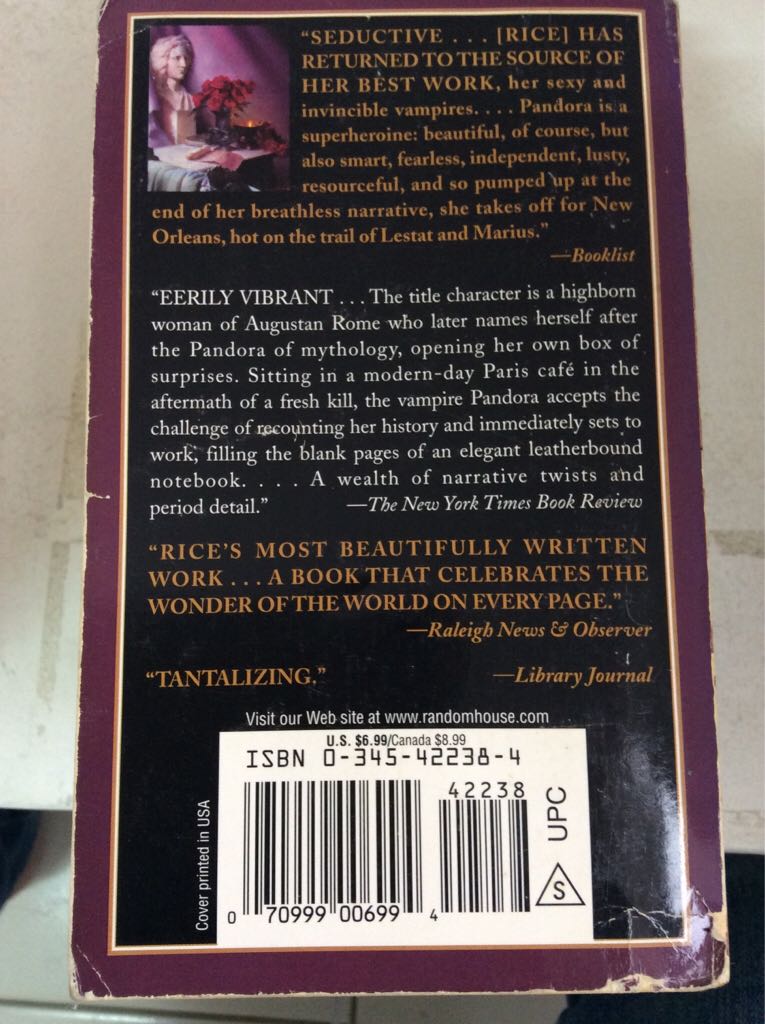 “SEDUCTIVE . . . [RICE] HAS
RETURNED TO THE SOURCE OF
HER BEST WORK, her sexy and
invincible vampires. . . . Pandora is a
superheroine: beautiful, of course, but
also smart, fearless, independent, lusty,
resourceful, and so pumped up at the
end of her breathless narrative, she takes off for New
Orleans, hot on the trail of Lestat and Marius.”
—Booklist
“EERILY VIBRANT . . . The title character is a highborn
woman of Augustan Rome who later names herself after
the Pandora of mythology, opening her own box of
surprises. Sitting in a modern-day Paris café in the
aftermath of a fresh kill, the vampire Pandora accepts the
challenge of recounting her history and immediately sets to
work, filling the blank pages of an elegant leatherbound
notebook. . . . A wealth of narrative twists and
period detail.” —The New York Times Book Review
“RICE’S MOST BEAUTIFULLY WRITTEN
WORK . . . A BOOK THAT CELEBRATES THE
WONDER OF THE WORLD ON EVERY PAGE.”
—Raleigh News & Observer
“TANTALIZING.” —Library Journal
Visit our Web site at www.randomhouse.com
U.S. $6.99/Canada $8.99
ISBN 0-345-42238-4
42238
UPC
S
0 70999 00699 4
Cover printed in USA